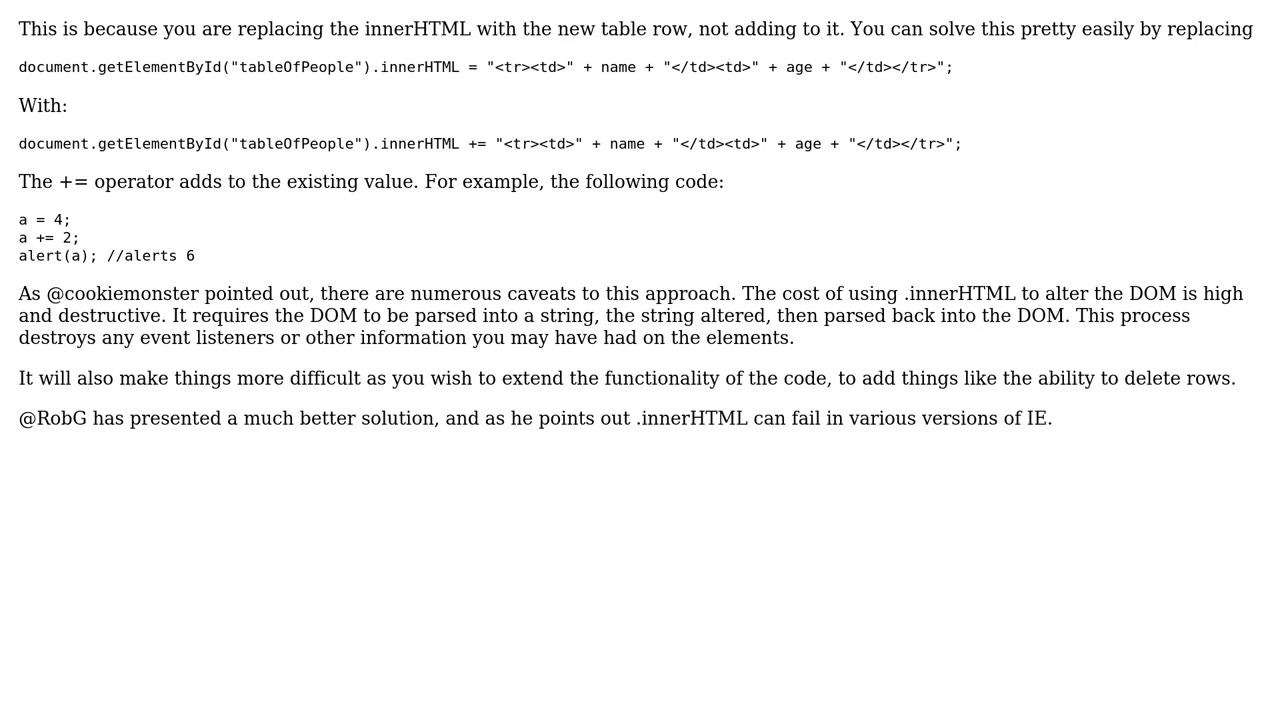 This is because you are replacing the innerHTML with the new table row, not adding to it. You can solve this pretty easily by replacing
document.getElementById("tableOfPeople").innerHTML = "<tr><td>" + name + "</td><td>" + age + "</td></tr>";
With:
document.getElementById("tableOfPeople").innerHTML += "<tr><td>" + name + "</td><td>" + age + "</td></tr>";
The += operator adds to the existing value. For example, the following code:
a = 4;
a += 2;
alert(a); //alerts 6
As @cookiemonster pointed out, there are numerous caveats to this approach. The cost of using .innerHTML to alter the DOM is high
and destructive. It requires the DOM to be parsed into a string, the string altered, then parsed back into the DOM. This process
destroys any event listeners or other information you may have had on the elements.
It will also make things more difficult as you wish to extend the functionality of the code, to add things like the ability to delete rows.
@RobG has presented a much better solution, and as he points out .innerHTML can fail in various versions of IE.